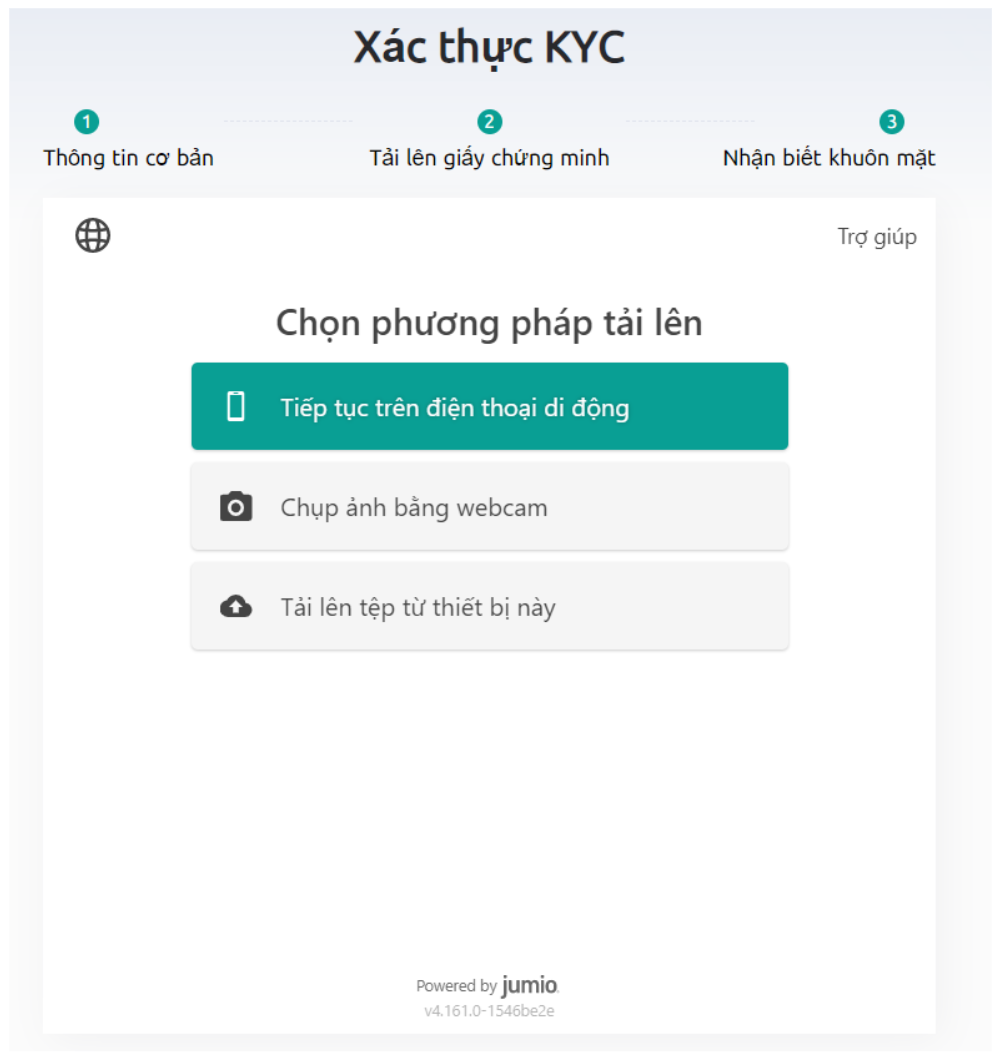 Xác thực KYC
1
2
3
Thông tin cơ bản
Tải lên giấy chứng minh
Nhận biết khuôn mặt
Trợ giúp
Chọn phương pháp tải lên
Tiếp tục trên điện thoại di động
Chụp ảnh bằng webcam
Tải lên tệp từ thiết bị này
Powered by jumio.
v4.161.0-1546be2e